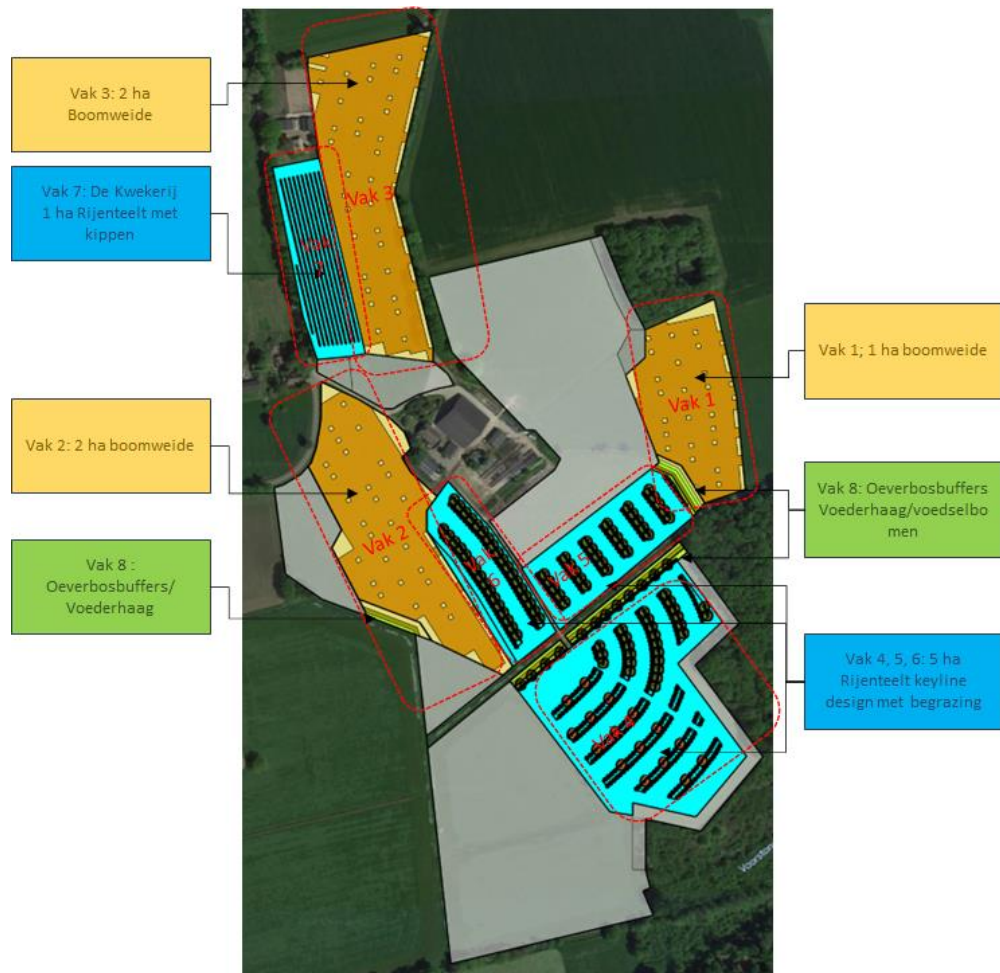 Vak 3: 2 ha
Boomweide
Vak 7: De Kwekerij
1 ha Rijenteelt met
kippen
Vak 2: 2 ha boomweide
Vak 8 :
Oeverbosbuffers/
Voederhaag
Vak 3
Vak 1
Vak 2
Vak 5
Vak 1; 1 ha boomweide
Vak 8: Oeverbosbuffers
Voederhaag/voedselbo
men
Vak 4, 5, 6: 5 ha
Rijenteelt keyline
design met begrazing